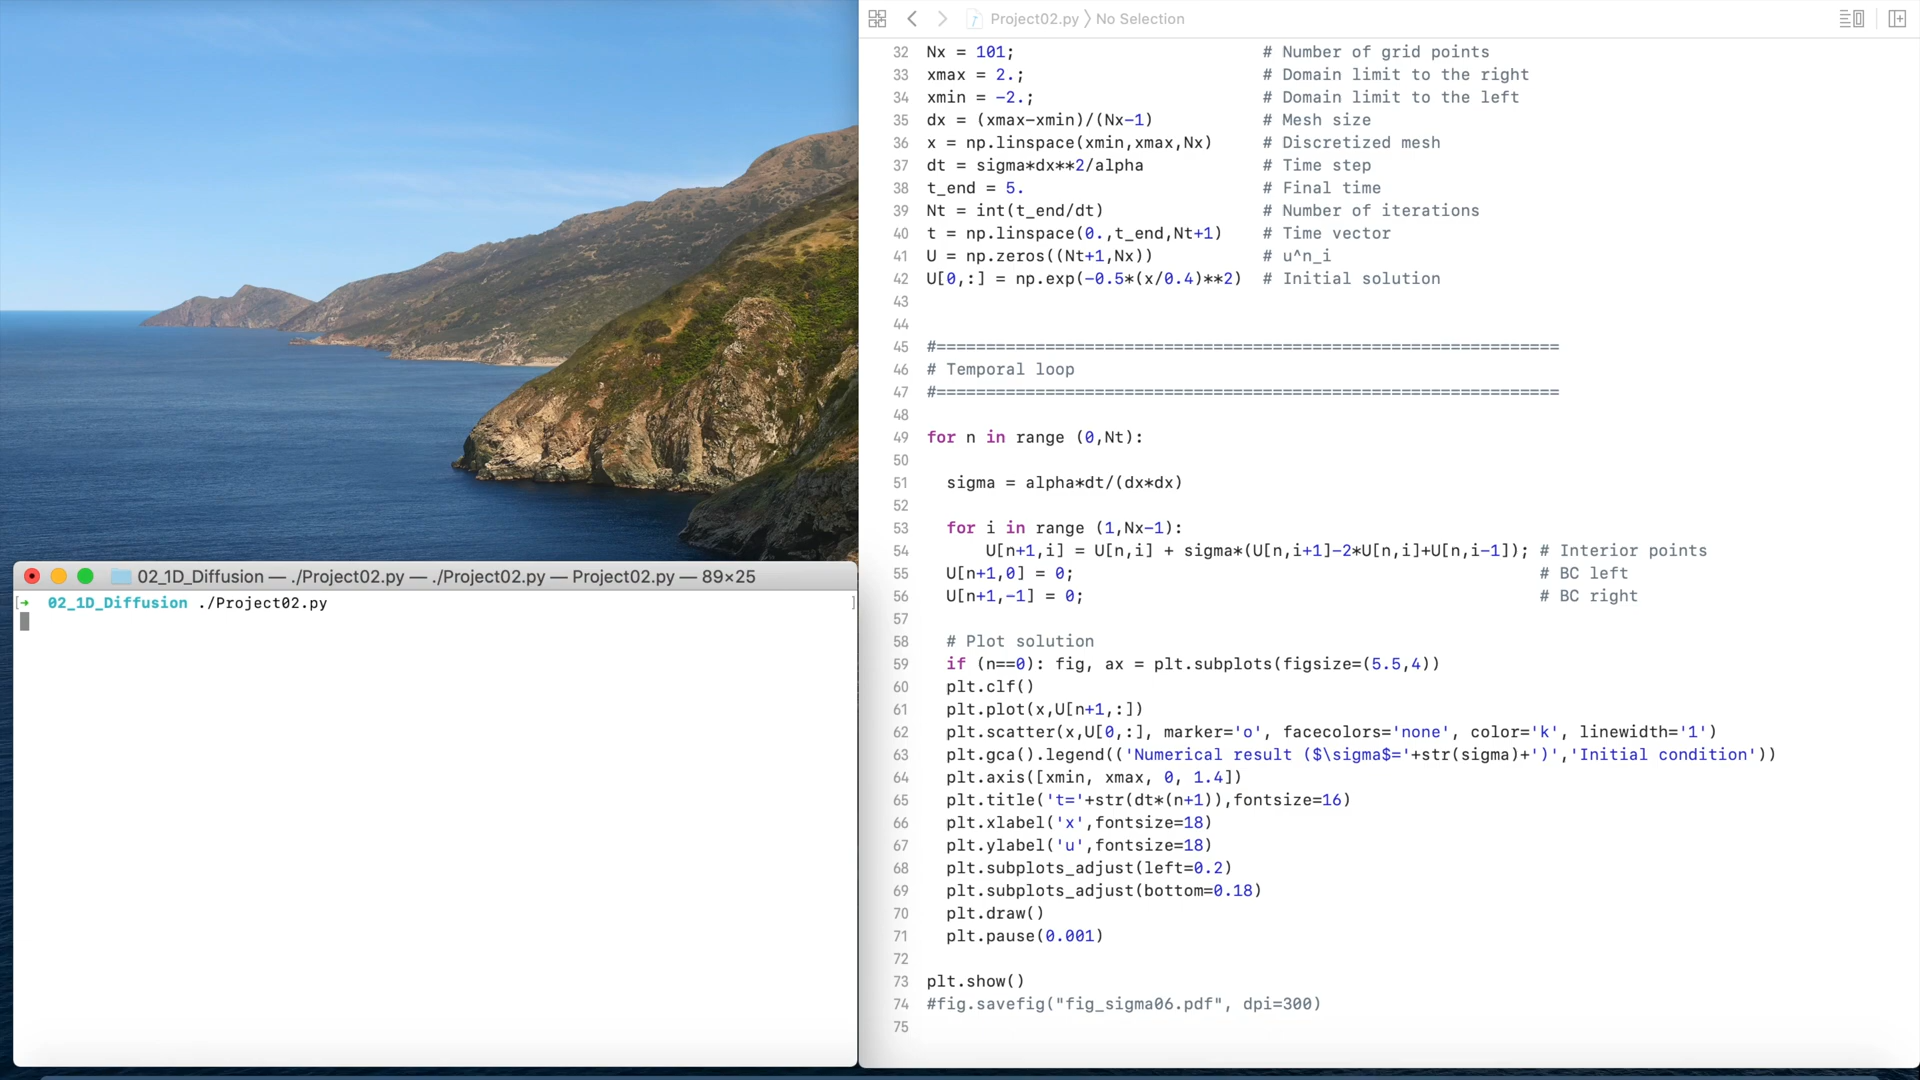 Project02.py 〉 No Selection
32 Nx = 101; # Number of grid points
33 xmax = 2.; # Domain limit to the right
34 xmin = -2.; # Domain limit to the left
35 dx = (xmax-xmin)/(Nx-1) # Mesh size
36 x = np.linspace(xmin,xmax,Nx) # Discretized mesh
37 dt = sigma*dx**2/alpha # Time step
38 t_end = 5. # Final time
39 Nt = int(t_end/dt) # Number of iterations
40 t = np.linspace(0.,t_end,Nt+1) # Time vector
41 U = np.zeros((Nt+1,Nx)) # u^n_i
42 U[0,:] = np.exp(-0.5*(x/0.4)**2) # Initial solution
43
44
45 #===============================================================
46 # Temporal loop
47 #===============================================================
48
49 for n in range (0,Nt):
50
51 sigma = alpha*dt/(dx*dx)
52
53 for i in range (1,Nx-1):
54 U[n+1,i] = U[n,i] + sigma*(U[n,i+1]-2*U[n,i]+U[n,i-1]); # Interior points
55 U[n+1,0] = 0; # BC left
56 U[n+1,-1] = 0; # BC right
57
58 # Plot solution
59 if (n==0): fig, ax = plt.subplots(figsize=(5.5,4))
60 plt.clf()
61 plt.plot(x,U[n+1,:])
62 plt.scatter(x,U[0,:], marker='o', facecolors='none', color='k', linewidth='1')
63 plt.gca().legend(('Numerical result ($\sigma$='+str(sigma)+')','Initial condition'))
64 plt.axis([xmin, xmax, 0, 1.4])
65 plt.title('t='+str(dt*(n+1)),fontsize=16)
66 plt.xlabel('x',fontsize=18)
67 plt.ylabel('u',fontsize=18)
68 plt.subplots_adjust(left=0.2)
69 plt.subplots_adjust(bottom=0.18)
70 plt.draw()
71 plt.pause(0.001)
72
73 plt.show()
74 #fig.savefig("fig_sigma06.pdf", dpi=300)
75
02_1D_Diffusion — ./Project02.py — ./Project02.py — Project02.py — 89×25
[→ 02_1D_Diffusion ./Project02.py ]